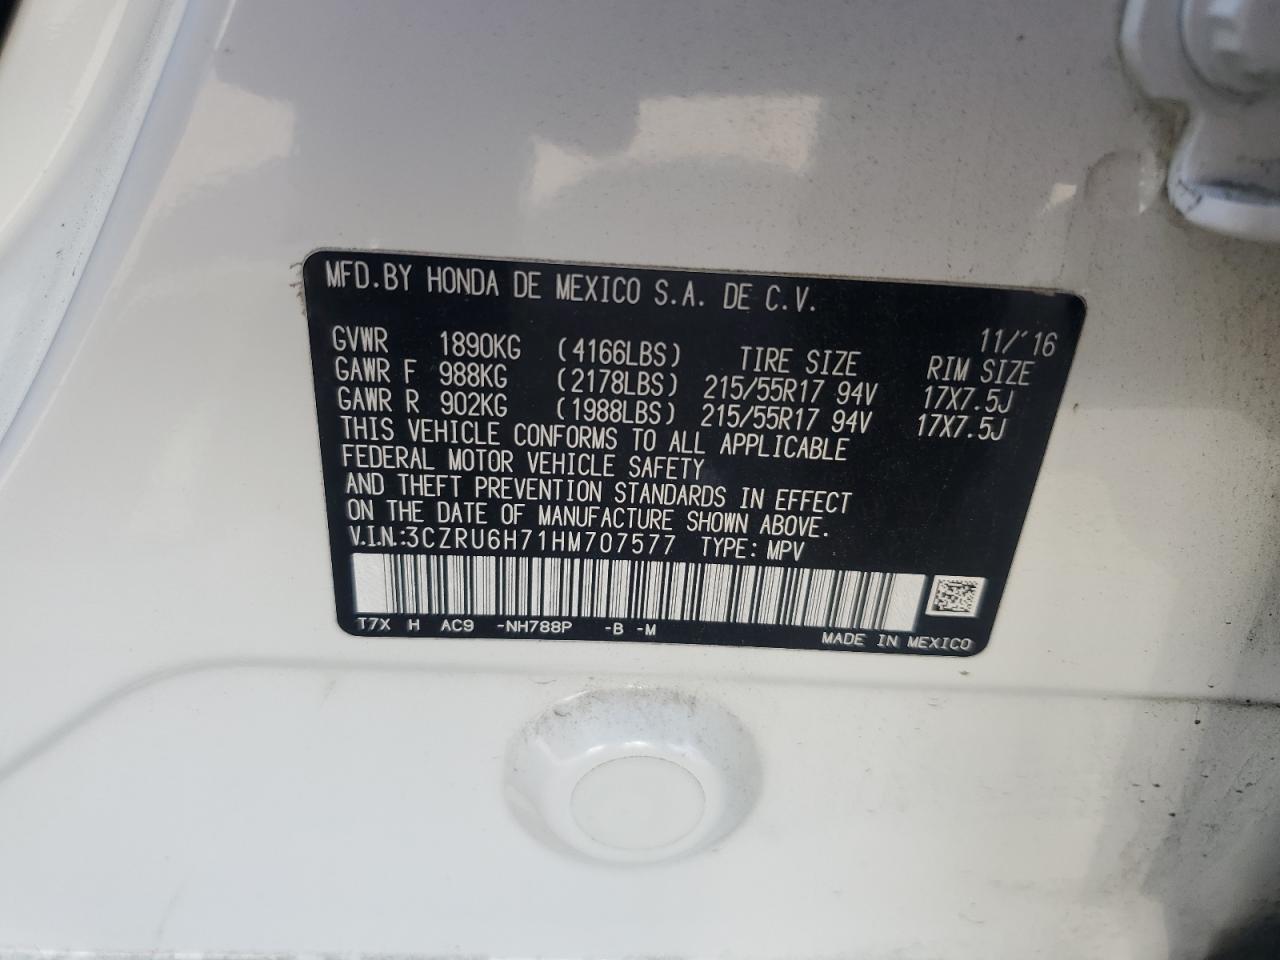 MFD.BY HONDA DE MEXICO S.A. DE C.V.
11/'16
GVWR 1890KG (4166LBS) TIRE SIZE RIM SIZE
GAWR F 988KG (2178LBS) 215/55R17 94V 17X7.5J
GAWR R 902KG (1988LBS) 215/55R17 94V 17X7.5J
THIS VEHICLE CONFORMS TO ALL APPLICABLE
FEDERAL MOTOR VEHICLE SAFETY
AND THEFT PREVENTION STANDARDS IN EFFECT
ON THE DATE OF MANUFACTURE SHOWN ABOVE.
V.I.N.:3CZRU6H71HM707577 TYPE: MPV
T7X H AC9 -NH788P -B -M
MADE IN MEXICO